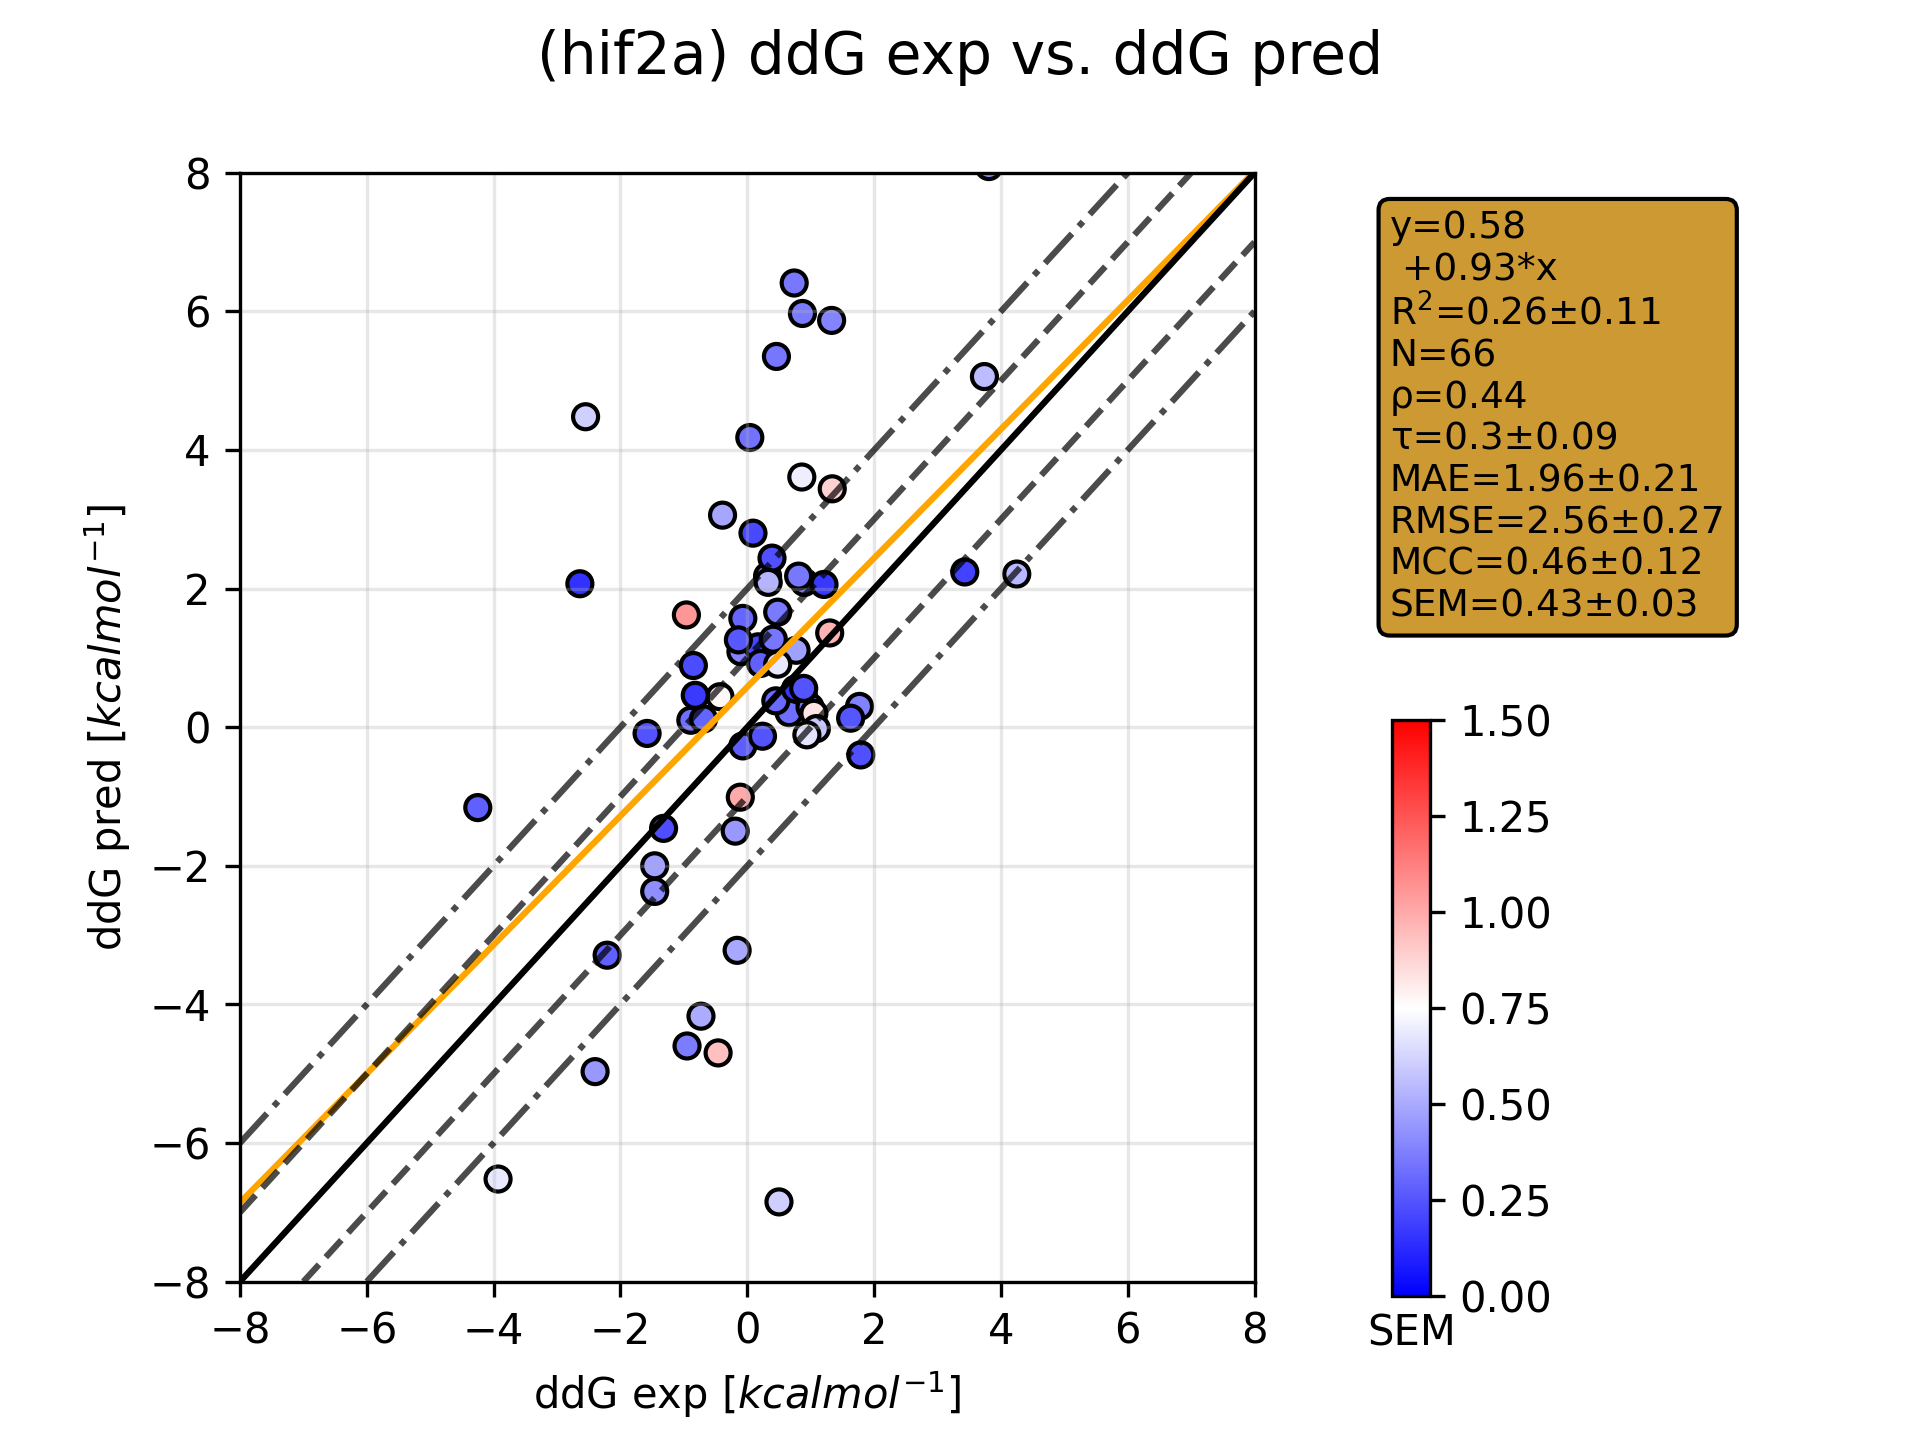 (hif2a) ddG exp vs. ddG pred
8
6
4
2
0
−2
−4
−6
−8
ddG pred [kcalmol⁻¹]
−8 −6 −4 −2 0 2 4 6 8
ddG exp [kcalmol⁻¹]
y=0.58
+0.93*x
R²=0.26±0.11
N=66
ρ=0.44
τ=0.3±0.09
MAE=1.96±0.21
RMSE=2.56±0.27
MCC=0.46±0.12
SEM=0.43±0.03
1.50
1.25
1.00
0.75
0.50
0.25
0.00
SEM